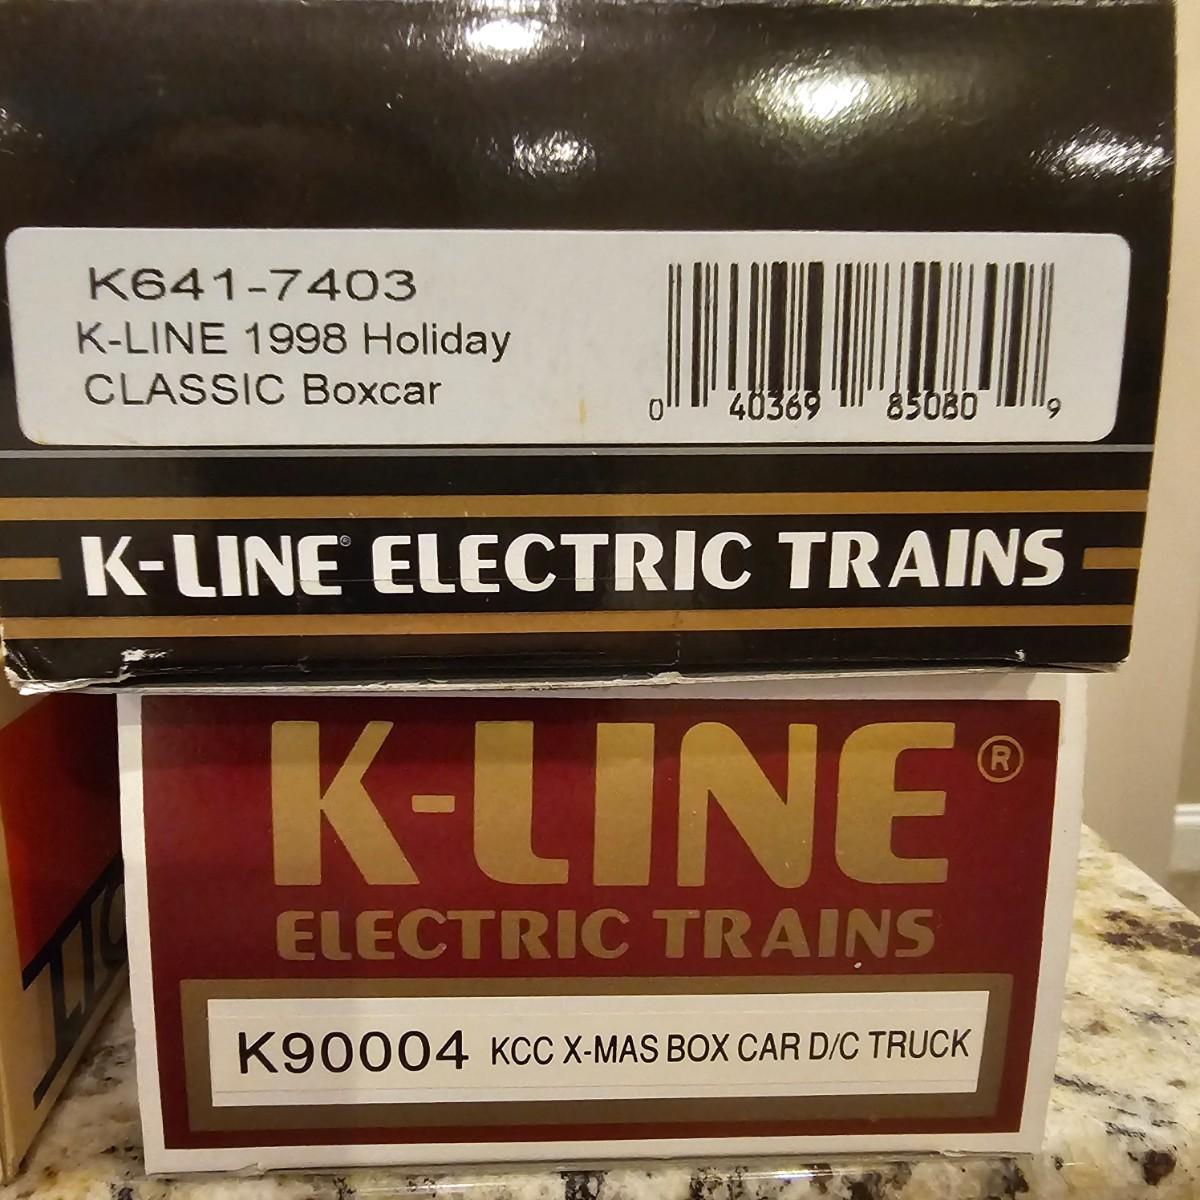 K641-7403
K-LINE 1998 Holiday
CLASSIC Boxcar
0 40369 85080 9
K-LINE® ELECTRIC TRAINS
K-LINE®
ELECTRIC TRAINS
K90004 KCC X-MAS BOX CAR D/C TRUCK